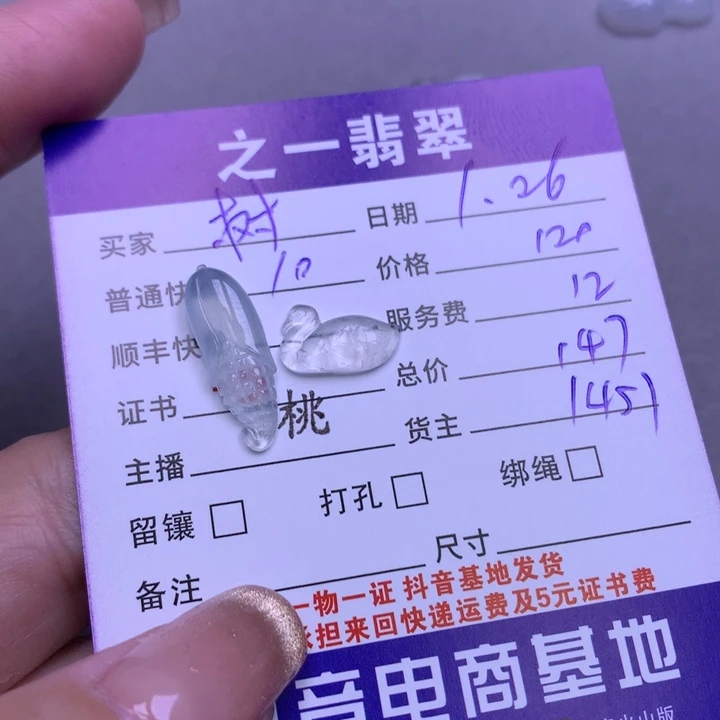 之一翡翠
买家 树 日期 1.26
普通快 10 价格 120
顺丰快 服务费 12
证书 总价 147
主播 桃 货主 1451
留镶 打孔 绑绳
备注 尺寸
一物一证 抖音基地发货
承担来回快递运费及5元证书费
音电商基地